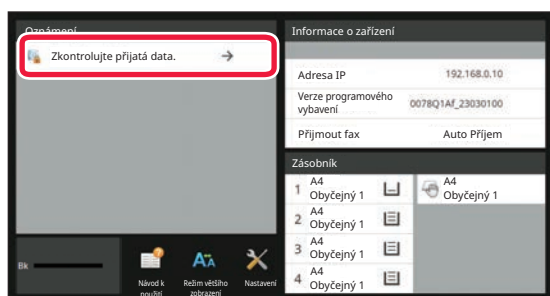 Oznámení
Zkontrolujte přijatá data.
Informace o zařízení
Adresa IP 192.168.0.10
Verze programového
vybavení 0078Q1Af_23030100
Přijmout fax Auto Příjem
Zásobník
1 A4
Obyčejný 1
A4
Obyčejný 1
2 A4
Obyčejný 1
3 A4
Obyčejný 1
4 A4
Obyčejný 1
Bk
Návod k
použití
Režim většího
zobrazení
Nastavení